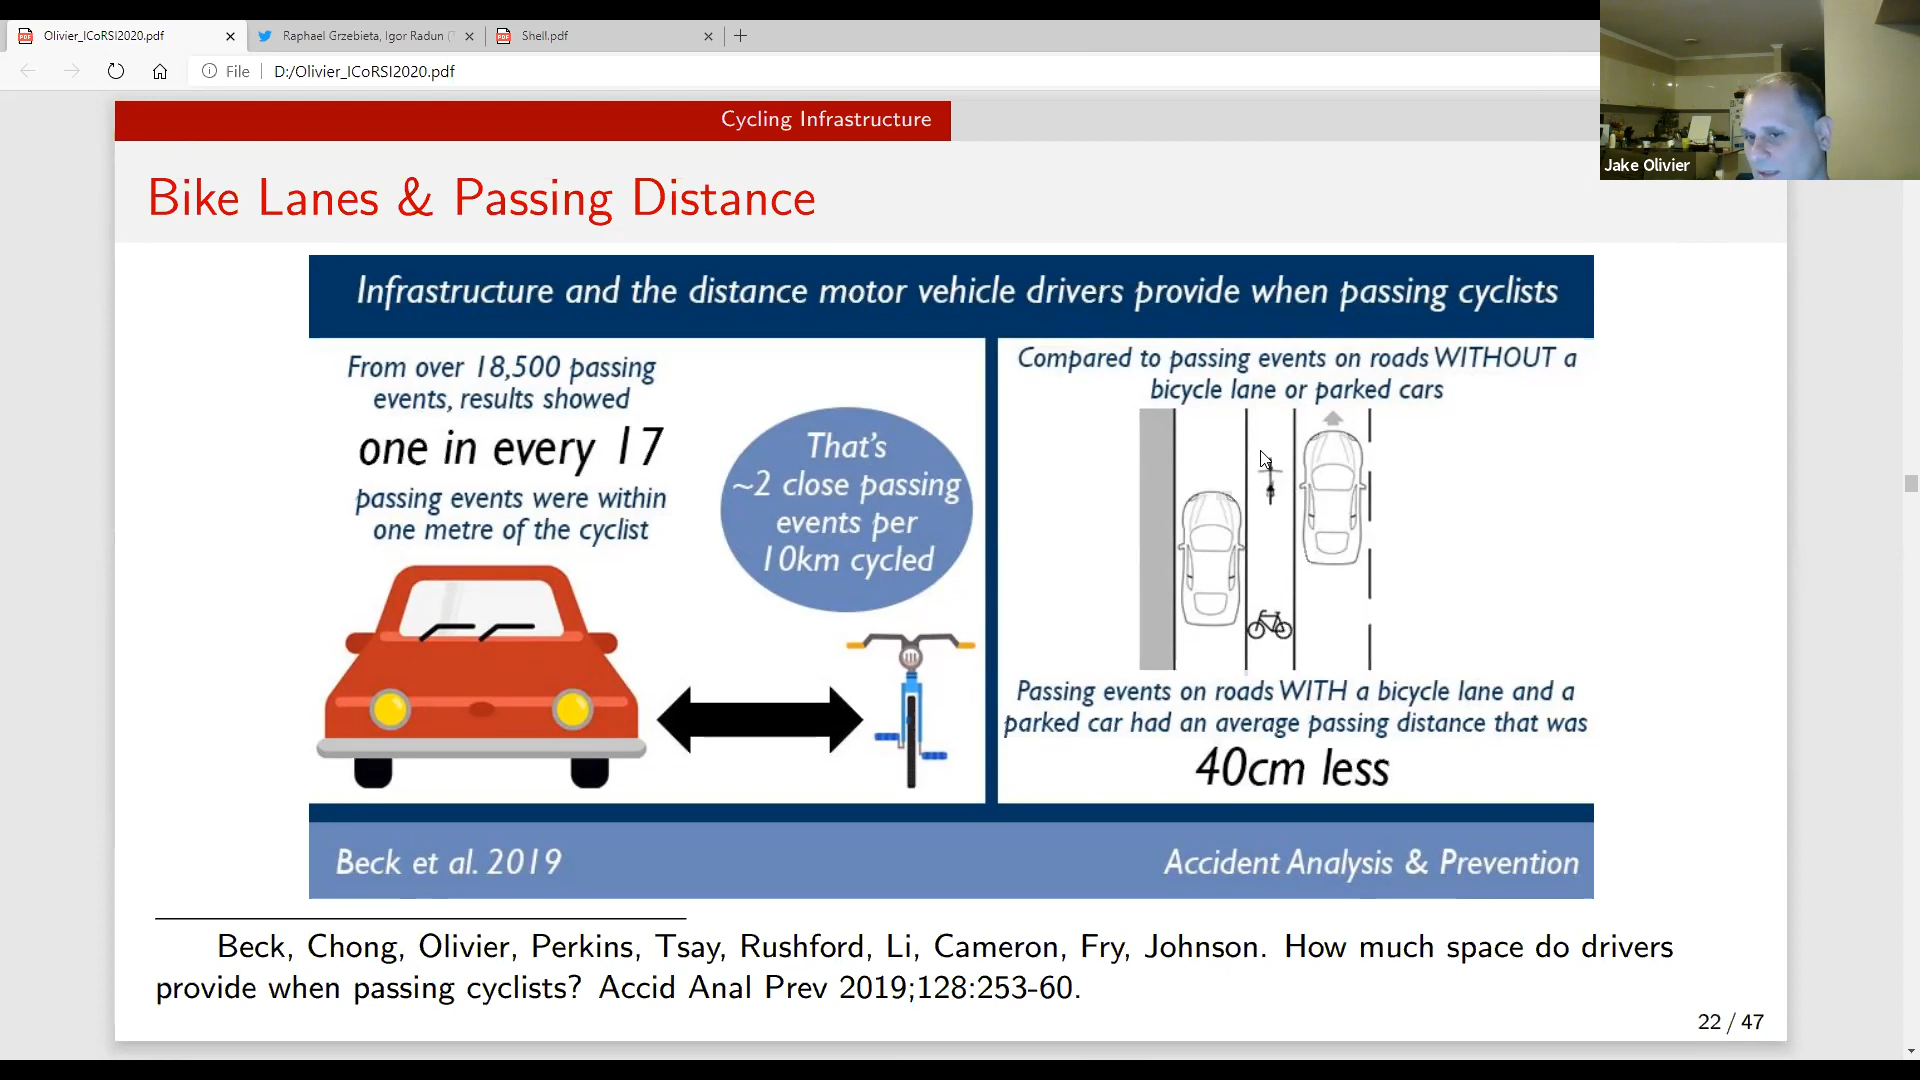 Olivier_ICoRSI2020.pdf
Raphael Grzebieta, Igor Radun (
Shell.pdf
File
D:/Olivier_ICoRSI2020.pdf
Jake Olivier
Cycling Infrastructure
Bike Lanes & Passing Distance
Infrastructure and the distance motor vehicle drivers provide when passing cyclists
From over 18,500 passing
events, results showed
one in every 17
passing events were within
one metre of the cyclist
That's
~2 close passing
events per
10km cycled
Compared to passing events on roads WITHOUT a
bicycle lane or parked cars
Passing events on roads WITH a bicycle lane and a
parked car had an average passing distance that was
40cm less
Beck et al. 2019
Accident Analysis & Prevention
Beck, Chong, Olivier, Perkins, Tsay, Rushford, Li, Cameron, Fry, Johnson. How much space do drivers
provide when passing cyclists? Accid Anal Prev 2019;128:253-60.
22 / 47